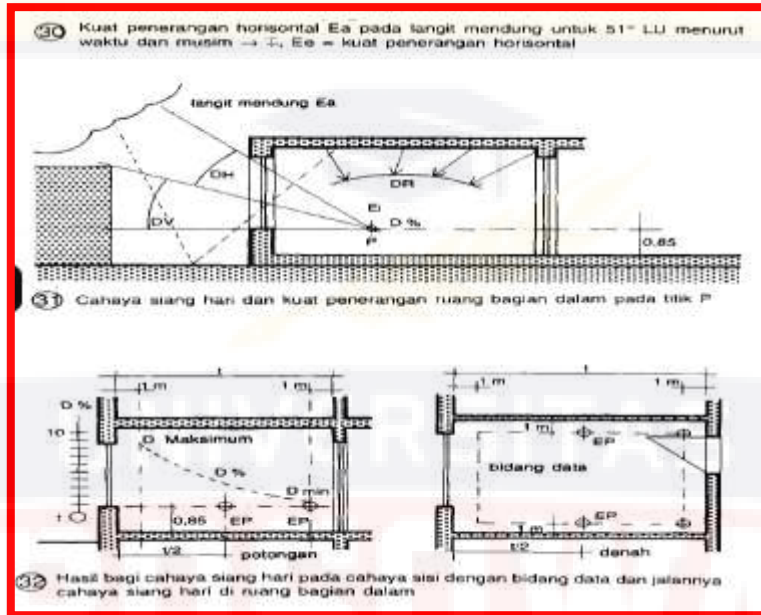 30 Kuat penerangan horisontal Ea pada langit mendung untuk 51° LU menurut
waktu dan musim → Ee = kuat penerangan horisontal
langit mendung Ea
DH
DR
DV
Ei
D %
P
0,85
31 Cahaya siang hari dan kuat penerangan ruang bagian dalam pada titik P
t
1 m
1 m
D %
10
D Maksimum
D %
D min
1
0,85
EP
EP
t/2
potongan
t
1 m
1 m
1 m
EP
bidang data
EP
1 m
t/2
denah
32 Hasil bagi cahaya siang hari pada cahaya sisi dengan bidang data dan jalannya
cahaya siang hari di ruang bagian dalam